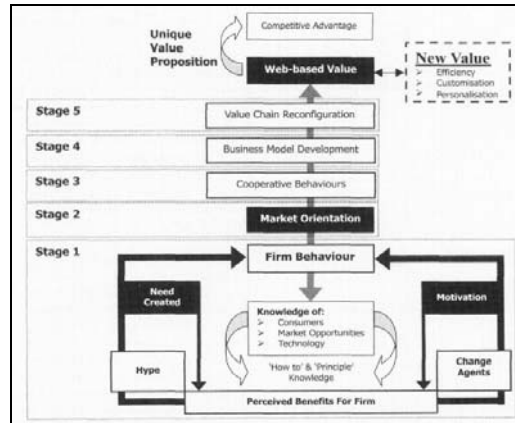 Competitive Advantage
Unique
Value
Proposition
Web-based Value
New Value
➢ Efficiency
➢ Customisation
➢ Personalisation
Stage 5
Value Chain Reconfiguration
Stage 4
Business Model Development
Stage 3
Cooperative Behaviours
Stage 2
Market Orientation
Stage 1
Firm Behaviour
Need
Created
Motivation
Knowledge of:
➢ Consumers
➢ Market Opportunities
➢ Technology
'How to' & 'Principle'
Knowledge
Hype
Change
Agents
Perceived Benefits For Firm